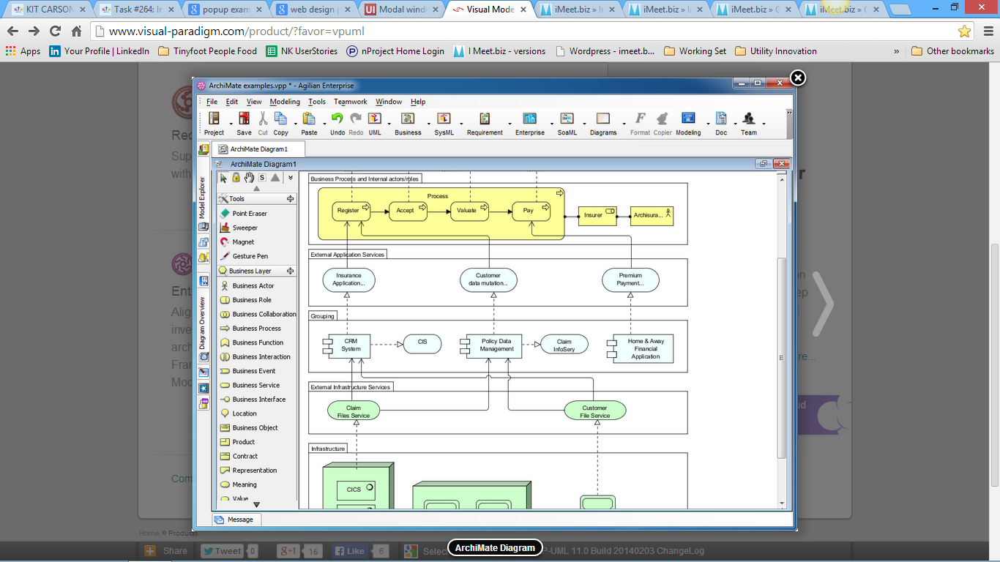 KIT CARSON
Task #264: In
popup exam
web design p
Modal wind
Visual Mode
iMeet.biz » In
iMeet.biz » In
iMeet.biz » G
iMeet.biz » G
www.visual-paradigm.com/product/?favor=vpuml
Apps
Your Profile | LinkedIn
Tinyfoot People Food
NK UserStories
nProject Home Login
I Meet.biz - versions
Wordpress - imeet.b...
Working Set
Utility Innovation
»
Other bookmarks
ArchiMate examples.vpp * - Agilian Enterprise
File Edit View Modeling Tools Teamwork Window Help
Project Save Cut Copy Paste Undo Redo UML Business SysML Requirement Enterprise SoaML Diagrams Format Copier Modeling Doc Team
ArchiMate Diagram1
ArchiMate Diagram1
Model Explorer
Diagram Overview
S
Tools
Point Eraser
Sweeper
Magnet
Gesture Pen
Business Layer
Business Actor
Business Role
Business Collaboration
Business Process
Business Function
Business Interaction
Business Event
Business Service
Business Interface
Location
Business Object
Product
Contract
Representation
Meaning
Value
Business Process and Internal actors/roles
Process
Register
Accept
Valuate
Pay
Insurer
Archisura...
External Application Services
Insurance
Application...
Customer
data mutation...
Premium
Payment...
Grouping
CRM
System
CIS
Policy Data
Management
Claim
InfoServ
Home & Away
Financial
Application
External Infrastructure Services
Claim
Files Service
Customer
File Service
Infrastructure
CICS
Message
Rec
Sup
with
Ent
Alig
inve
arch
Fran
Mod
Com
r
on
ep
re...
ud
Home » Products
Share
Tweet 0
g+1 16
Like 6
Selec
ArchiMate Diagram
P-UML 11.0 Build 20140203 ChangeLog